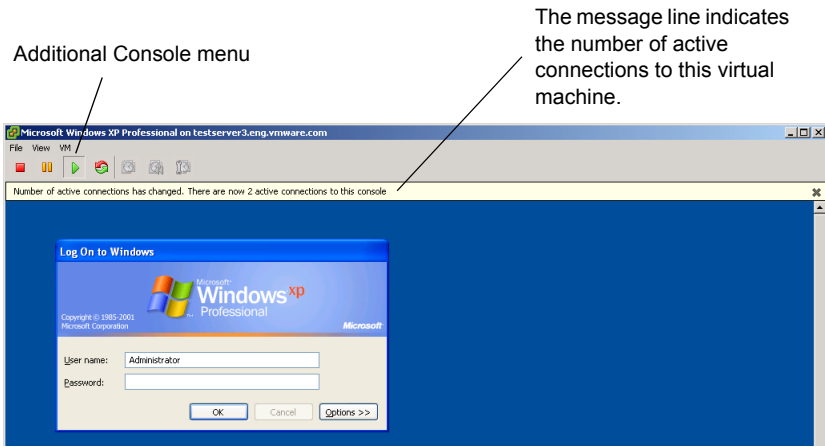 The message line indicates
the number of active
connections to this virtual
machine.
Additional Console menu
Microsoft Windows XP Professional on testserver3.eng.vmware.com
File View VM
Number of active connections has changed. There are now 2 active connections to this console
Log On to Windows
Microsoft
Windows xp
Professional
Copyright © 1985-2001
Microsoft Corporation
Microsoft
User name: Administrator
Password:
OK Cancel Options >>